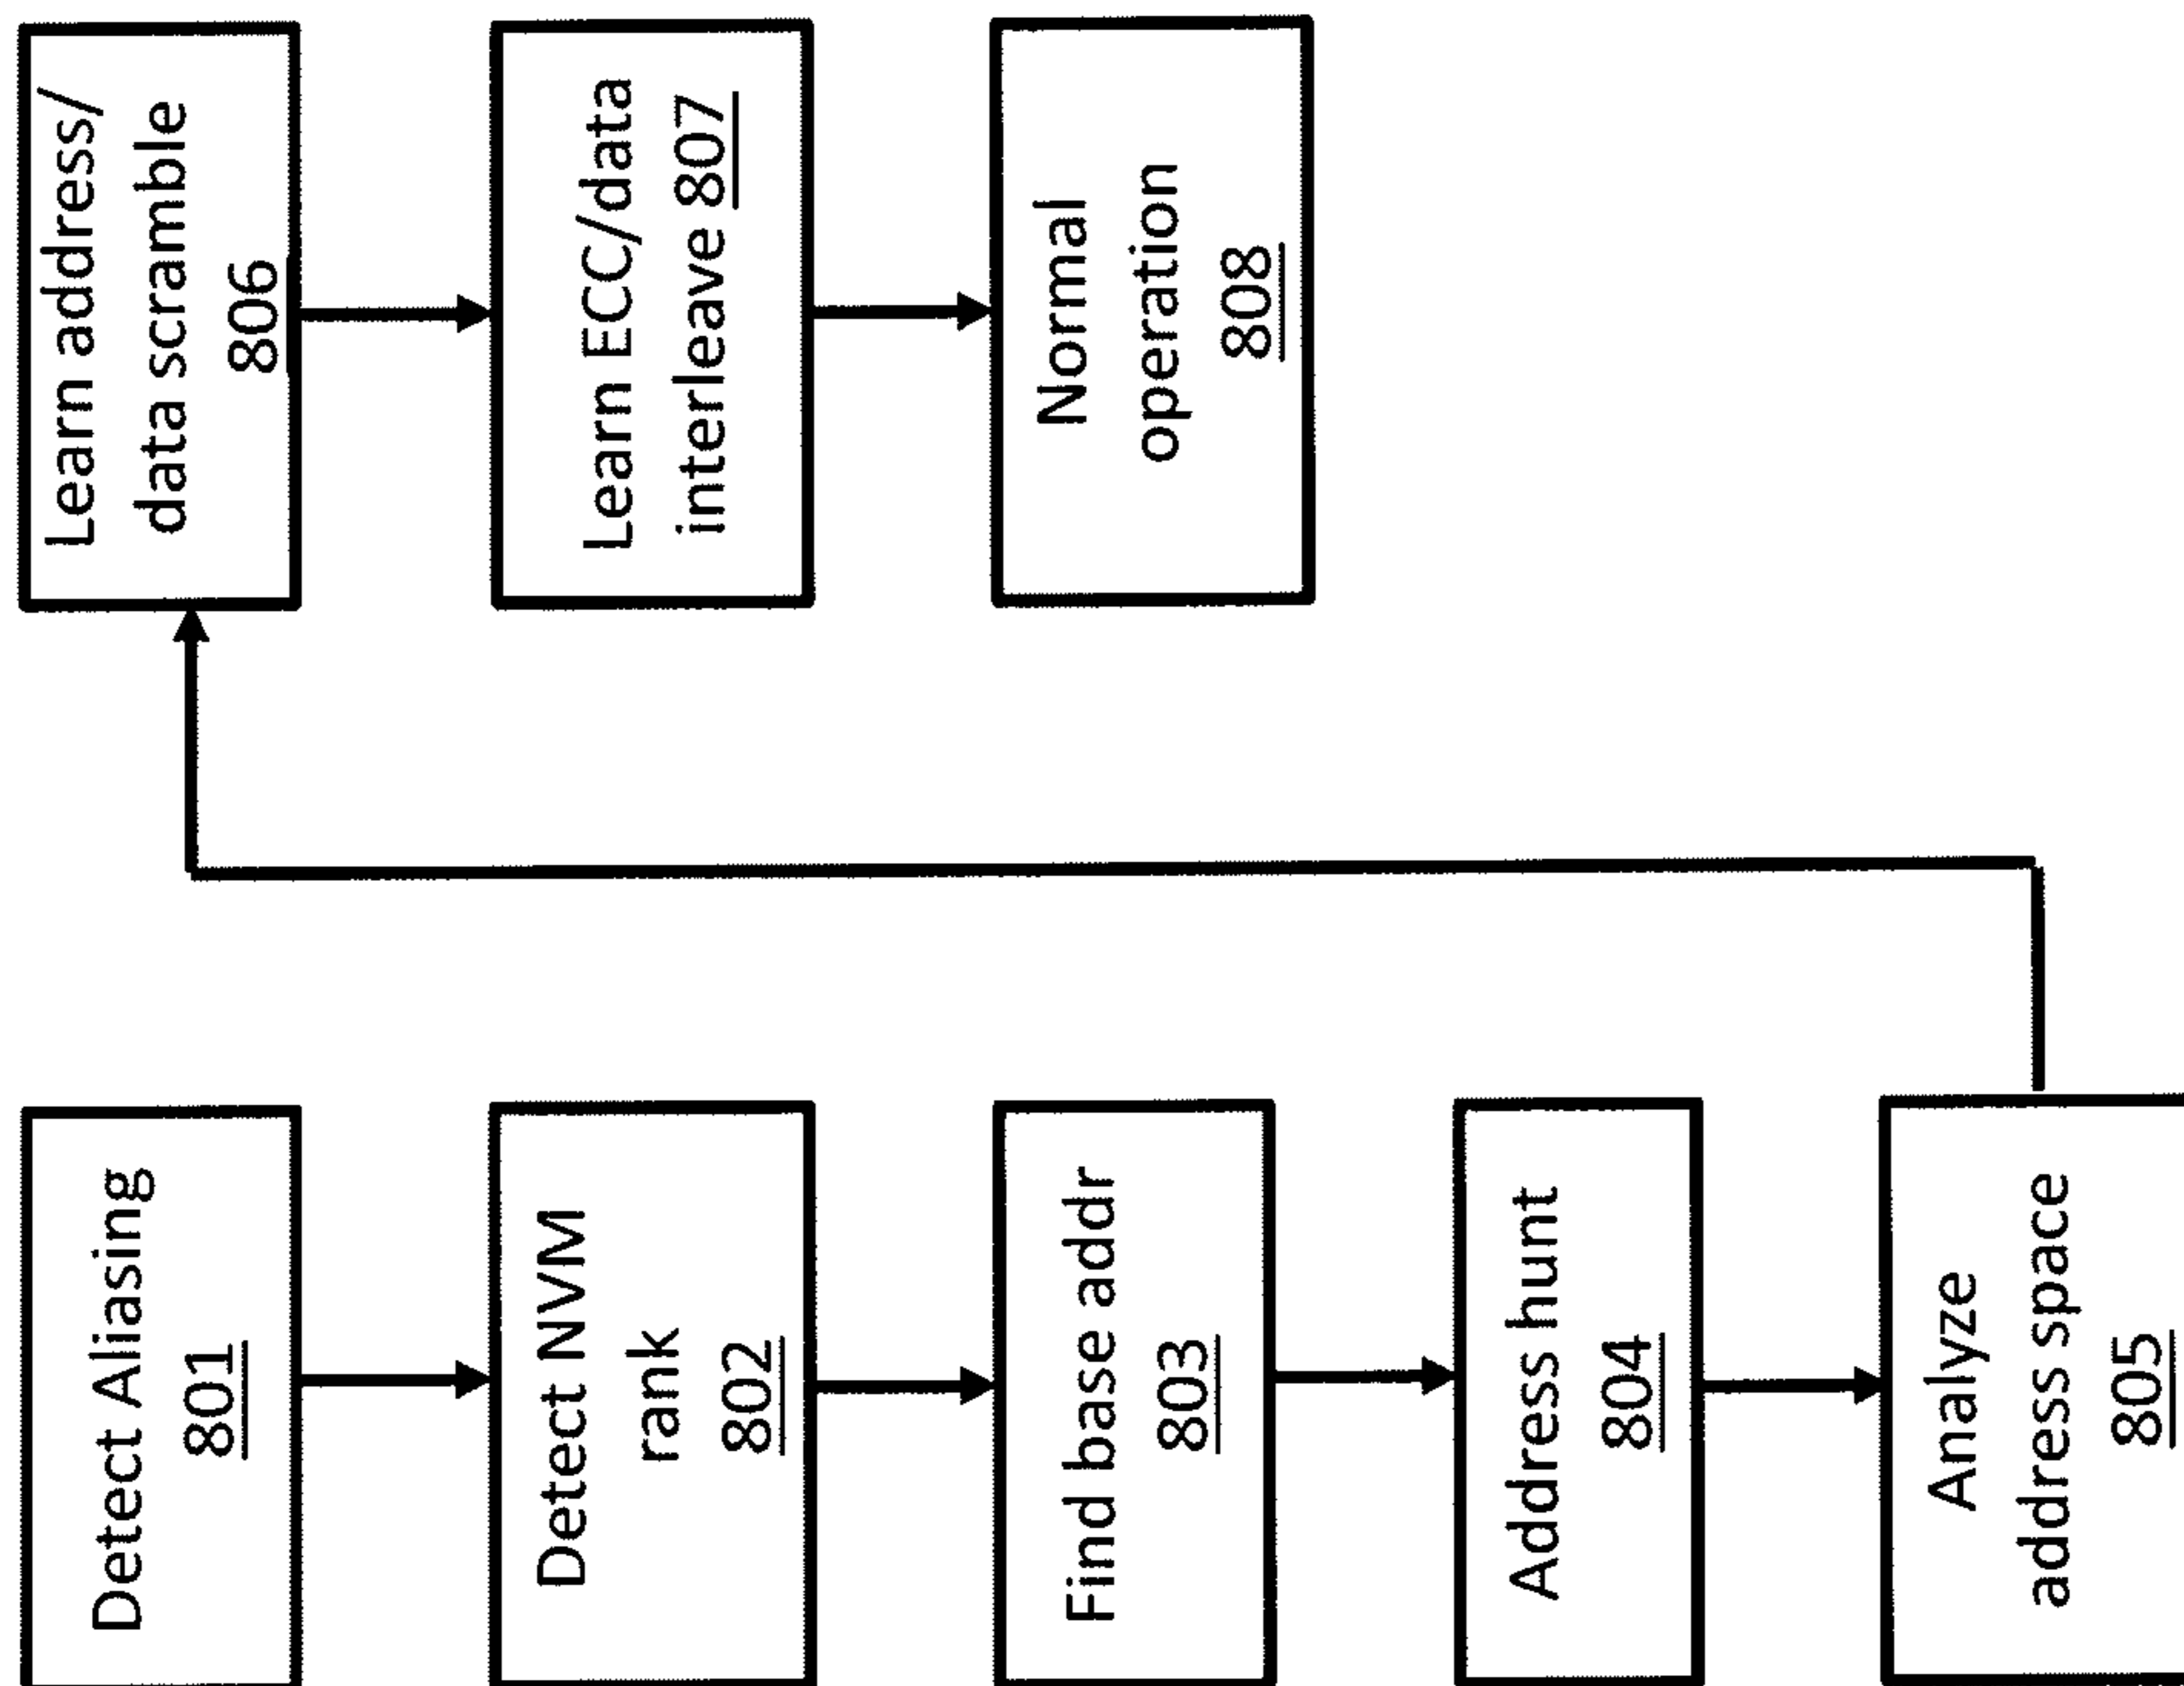 Detect Aliasing
801
Detect NVM
rank
802
Find base addr
803
Address hunt
804
Analyze
address space
805
Learn address/
data scramble
806
Learn ECC/data
interleave 807
Normal
operation
808